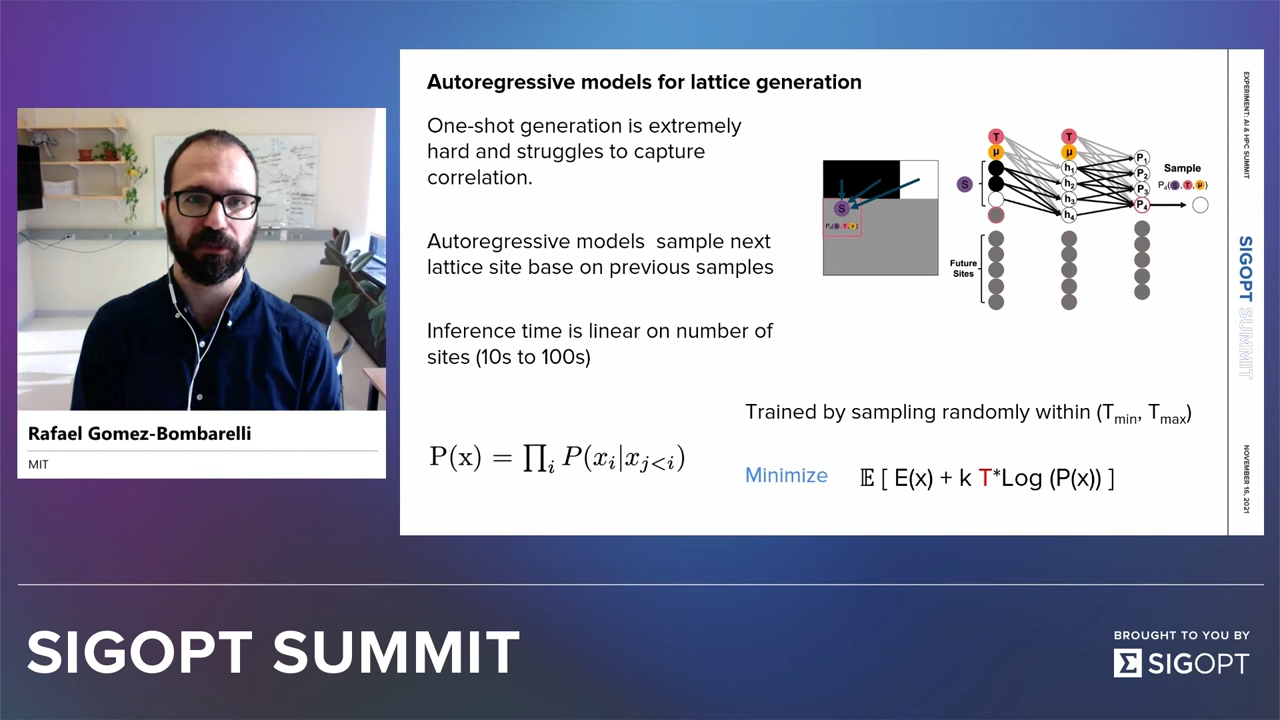 Autoregressive models for lattice generation
One-shot generation is extremely
hard and struggles to capture
correlation.
Autoregressive models  sample next
lattice site base on previous samples
Inference time is linear on number of
sites (10s to 100s)
P(x) = ∏i P(xi|xj<i)
T
μ
S
h1
h2
h3
h4
T
μ
P1
P2
P3
P4
Sample
P4(S,T,μ)
S
P4(S,T,μ)
Future
Sites
Trained by sampling randomly within (Tmin, Tmax)
Minimize
𝔼 [ E(x) + k T*Log (P(x)) ]
EXPERIMENT: AI & HPC SUMMIT
SIGOPT SUMMIT
NOVEMBER 16, 2021
Rafael Gomez-Bombarelli
MIT
SIGOPT SUMMIT
BROUGHT TO YOU BY
Σ SIGOPT